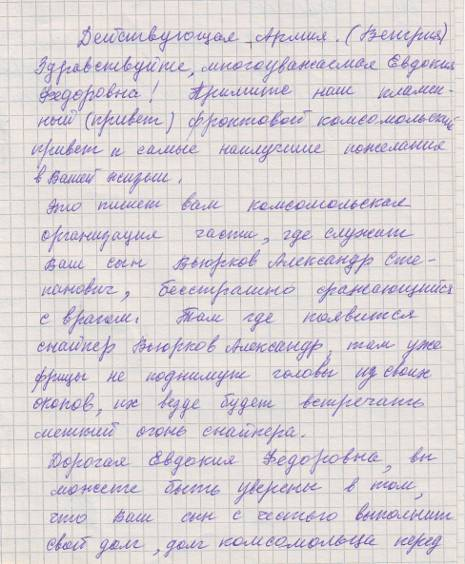 Действующая Армия. (Венгрия)
Здравствуйте, многоуважаемая Евдокия
Федоровна! Примите наш пламен-
ный (привет) фронтовой комсомольский
привет и самые наилучшие пожелания
в Вашей жизни.
Это пишет вам комсомольская
организация части, где служит
Ваш сын Вьюрков Александр Сте-
панович, бесстрашно сражающийся
с врагом. Там где появится
снайпер Вьюрков Александр, там уже
фрицы не поднимут головы из своих
окопов, их везде будет встречать
меткий огонь снайпера.
Дорогая Евдокия Федоровна, вы
можете быть уверены в том,
что Ваш сын с честью выполнит
свой долг, долг комсомольца перед